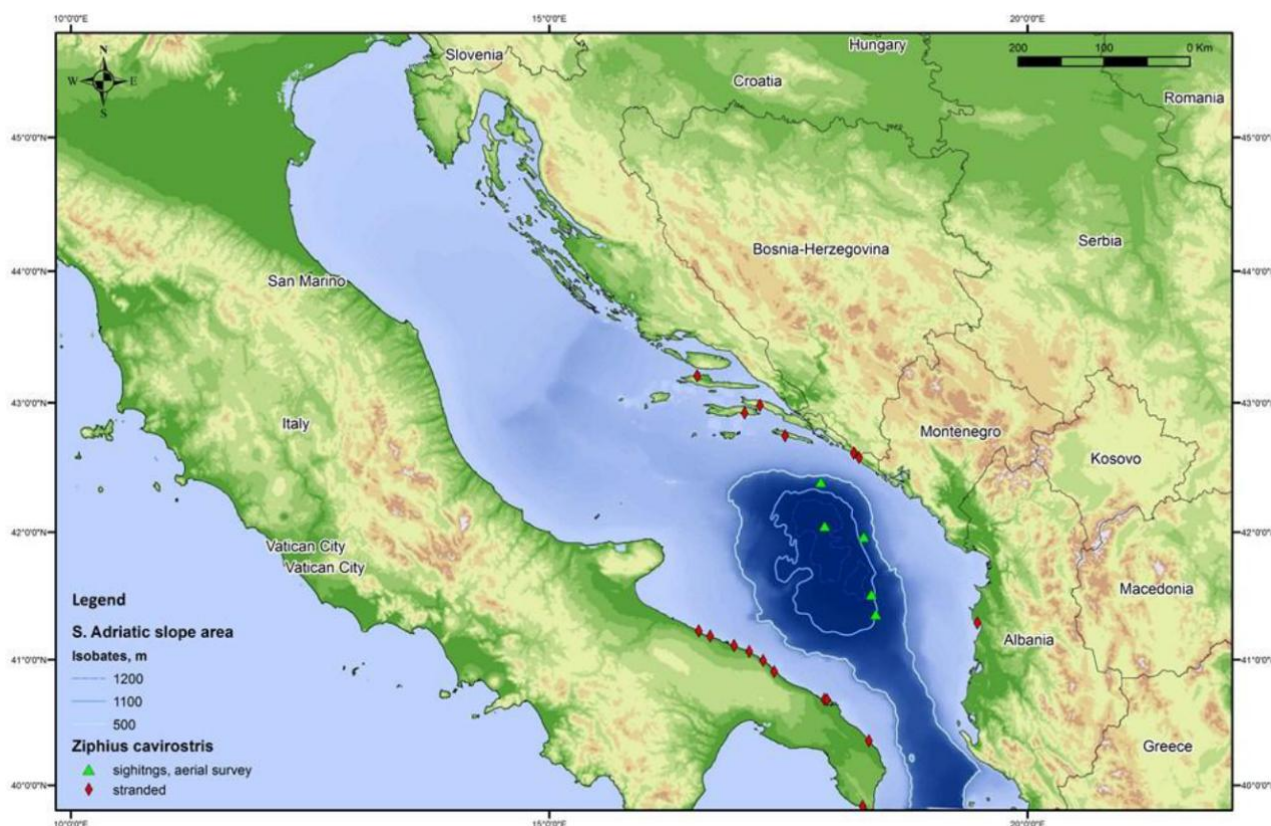 10°0'0"E 15°0'0"E 20°0'0"E
N
W E
S
Slovenia
Hungary
Croatia
200 100 0 Km
Romania
45°0'0"N 45°0'0"N
Bosnia-Herzegovina
Serbia
44°0'0"N 44°0'0"N
San Marino
43°0'0"N 43°0'0"N
Italy
Montenegro
Kosovo
42°0'0"N 42°0'0"N
Vatican City
Vatican City
Macedonia
Legend
S. Adriatic slope area
Albania
Isobates, m
41°0'0"N 41°0'0"N
1200
1100
500
Greece
Ziphius cavirostris
sighitngs, aerial survey
40°0'0"N 40°0'0"N
stranded
10°0'0"E 15°0'0"E 20°0'0"E